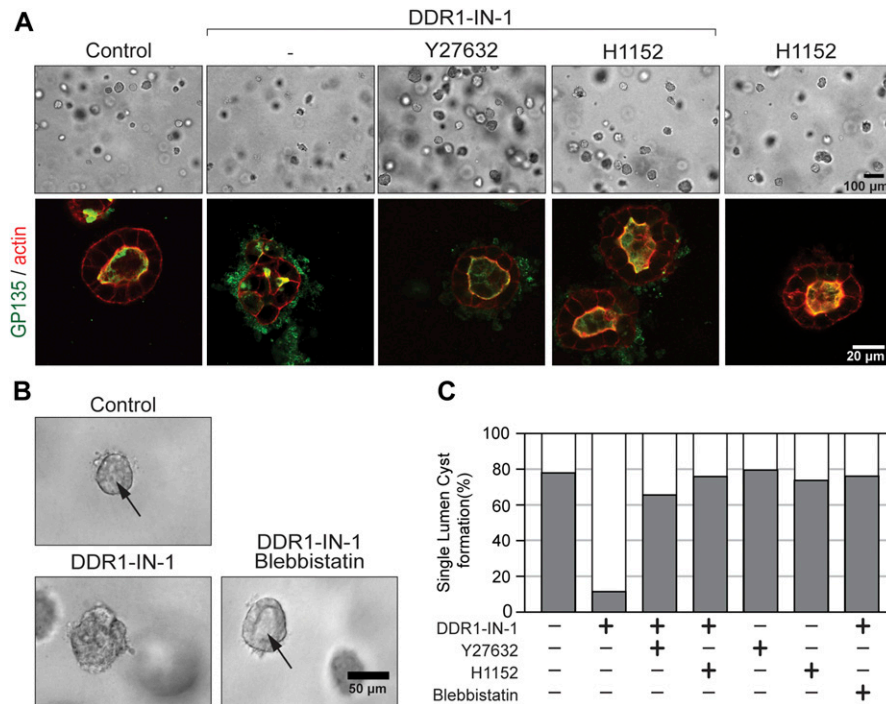 A
DDR1-IN-1
Control
-
Y27632
H1152
H1152
100 µm
GP135 / actin
20 µm
B
Control
DDR1-IN-1
DDR1-IN-1
Blebbistatin
50 µm
C
Single Lumen Cyst
formation(%)
100
80
60
40
20
0
DDR1-IN-1 − + + + − − +
Y27632 − − + − + − −
H1152 − − − + − + −
Blebbistatin − − − − − − +